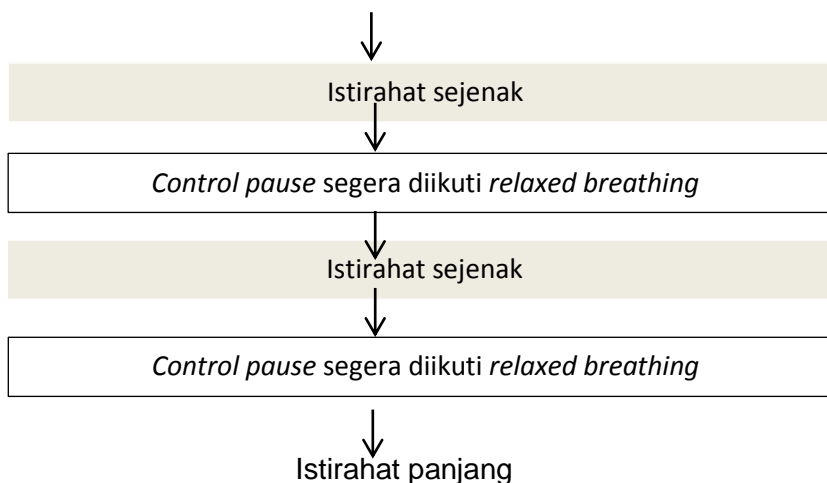 Istirahat sejenak
Control pause segera diikuti relaxed breathing
Istirahat sejenak
Control pause segera diikuti relaxed breathing
Istirahat panjang